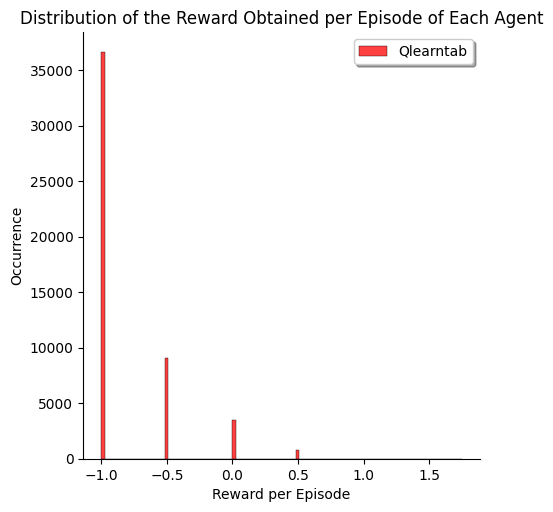 Distribution of the Reward Obtained per Episode of Each Agent
Qlearntab
35000
30000
25000
20000
15000
10000
5000
0
Occurrence
−1.0 −0.5 0.0 0.5 1.0 1.5
Reward per Episode